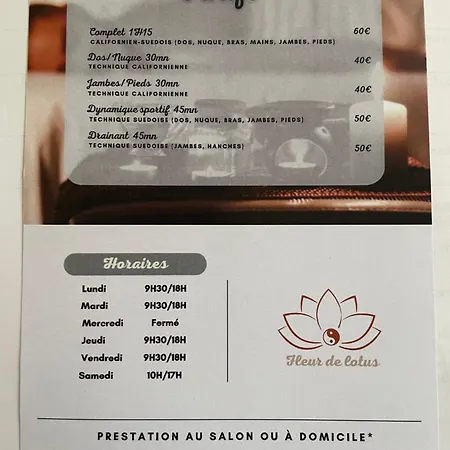 Complet 1H15 60€
CALIFORNIEN-SUEDOIS (DOS, NUQUE, BRAS, MAINS, JAMBES, PIEDS)
Dos/Nuque 30mn 40€
TECHNIQUE CALIFORNIENNE
Jambes/Pieds 30mn 40€
TECHNIQUE CALIFORNIENNE
Dynamique sportif 45mn 50€
TECHNIQUE SUEDOISE (DOS, NUQUE, BRAS, JAMBES, PIEDS)
Drainant 45mn 50€
TECHNIQUE SUEDOISE (JAMBES, HANCHES)
Horaires
Lundi 9H30/18H
Mardi 9H30/18H
Mercredi Fermé
Jeudi 9H30/18H
Vendredi 9H30/18H
Samedi 10H/17H
Fleur de lotus
PRESTATION AU SALON OU À DOMICILE*